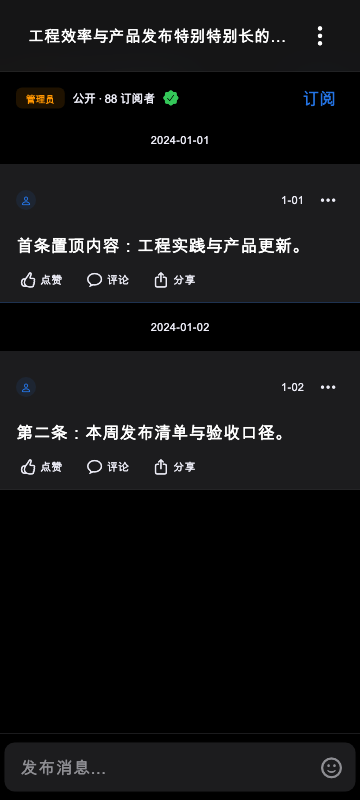 工程效率与产品发布特别特别长的...
管理员 公开 · 88 订阅者 订阅
2024-01-01
1-01
首条置顶内容：工程实践与产品更新。
点赞 评论 分享
2024-01-02
1-02
第二条：本周发布清单与验收口径。
点赞 评论 分享
发布消息...